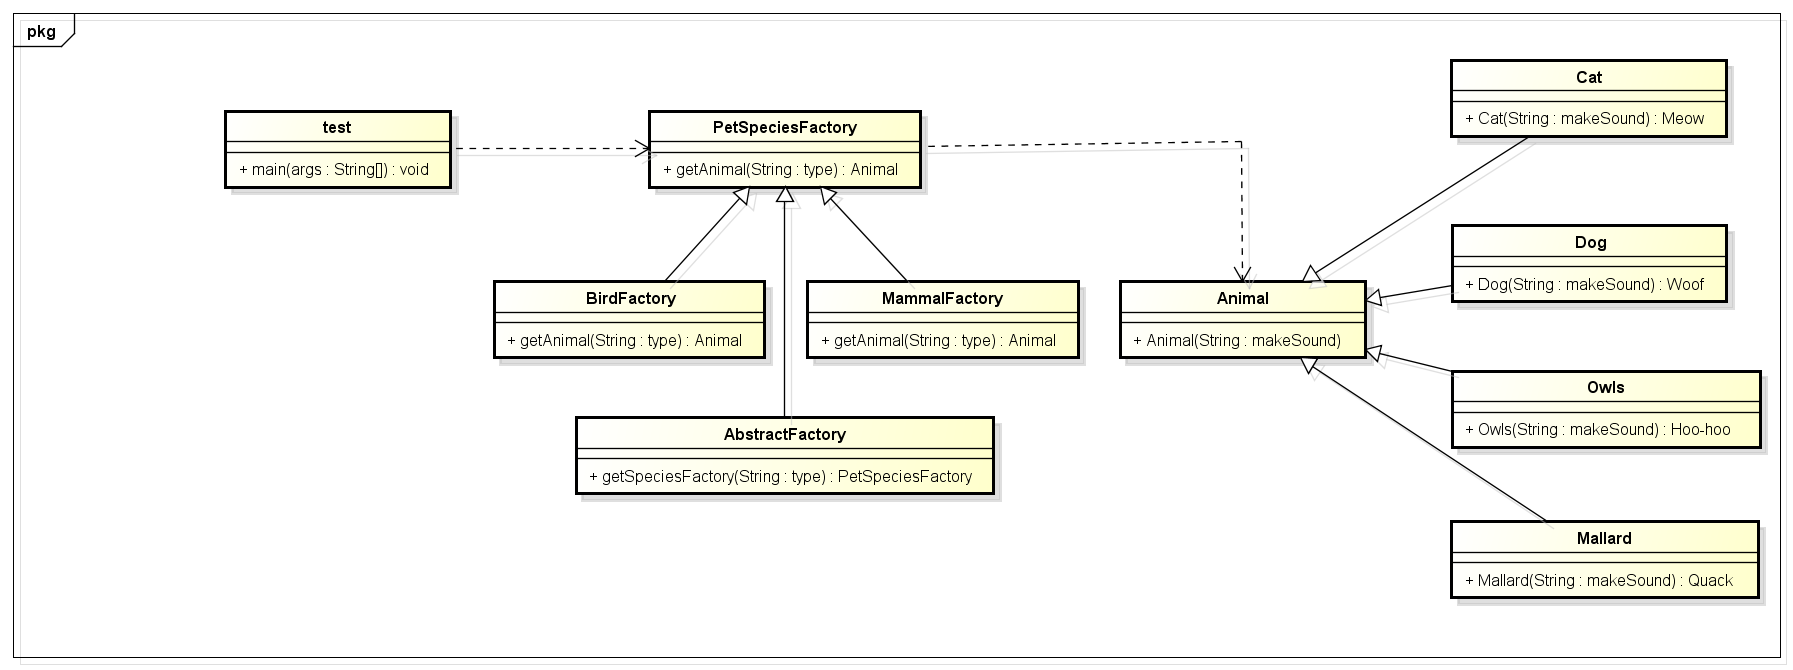 pkg
test
+ main(args : String[]) : void
PetSpeciesFactory
+ getAnimal(String : type) : Animal
Cat
+ Cat(String : makeSound) : Meow
Dog
+ Dog(String : makeSound) : Woof
BirdFactory
+ getAnimal(String : type) : Animal
MammalFactory
+ getAnimal(String : type) : Animal
Animal
+ Animal(String : makeSound)
Owls
+ Owls(String : makeSound) : Hoo-hoo
AbstractFactory
+ getSpeciesFactory(String : type) : PetSpeciesFactory
Mallard
+ Mallard(String : makeSound) : Quack